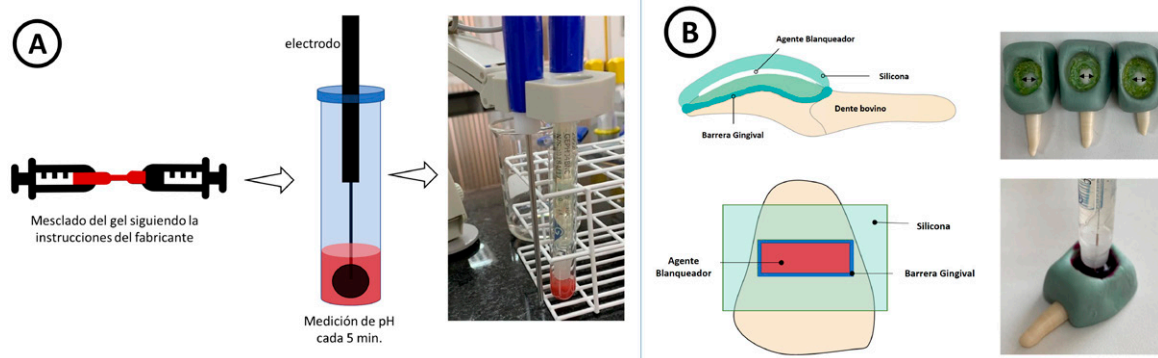 A
electrodo
Mesclado del gel siguiendo la
instrucciones del fabricante
Medición de pH
cada 5 min.
B
Agente Blanqueador
Silicona
Dente bovino
Barrera Gingival
Silicona
Agente
Blanqueador
Barrera Gingival